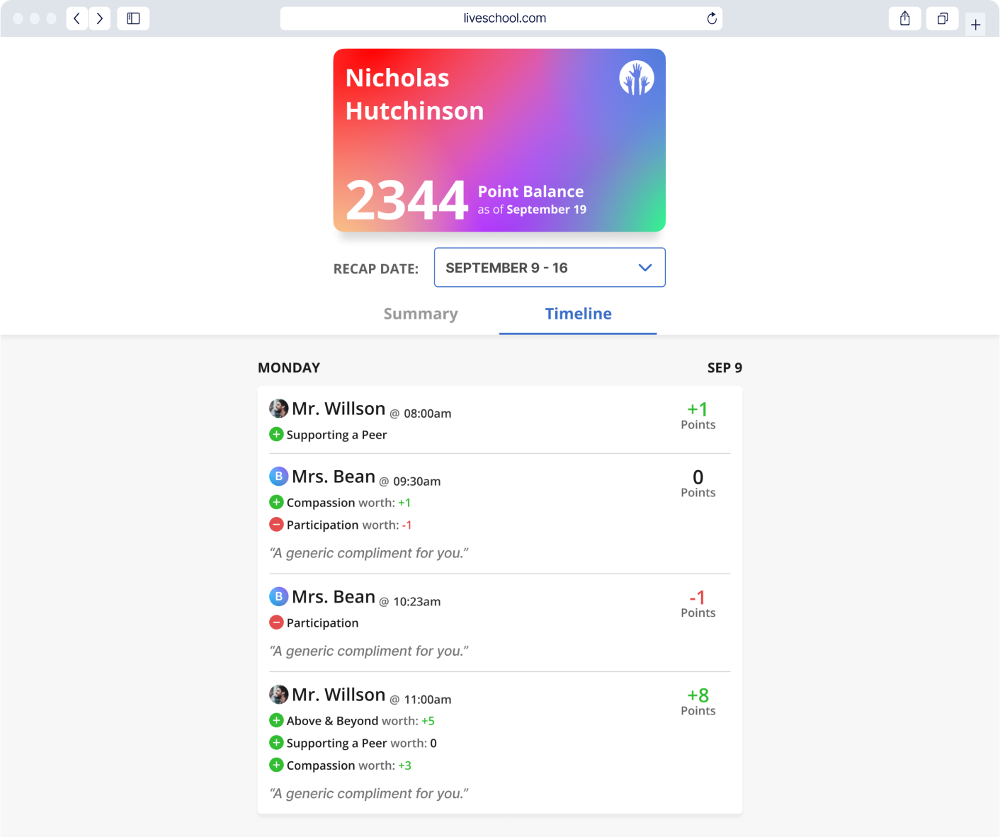 liveschool.com
Nicholas
Hutchinson
2344 Point Balance
as of September 19
RECAP DATE: SEPTEMBER 9 - 16
Summary Timeline
MONDAY SEP 9
Mr. Willson @ 08:00am +1
Points
Supporting a Peer
B Mrs. Bean @ 09:30am 0
Points
Compassion worth: +1
Participation worth: -1
“A generic compliment for you.”
B Mrs. Bean @ 10:23am -1
Points
Participation
“A generic compliment for you.”
Mr. Willson @ 11:00am +8
Points
Above & Beyond worth: +5
Supporting a Peer worth: 0
Compassion worth: +3
“A generic compliment for you.”